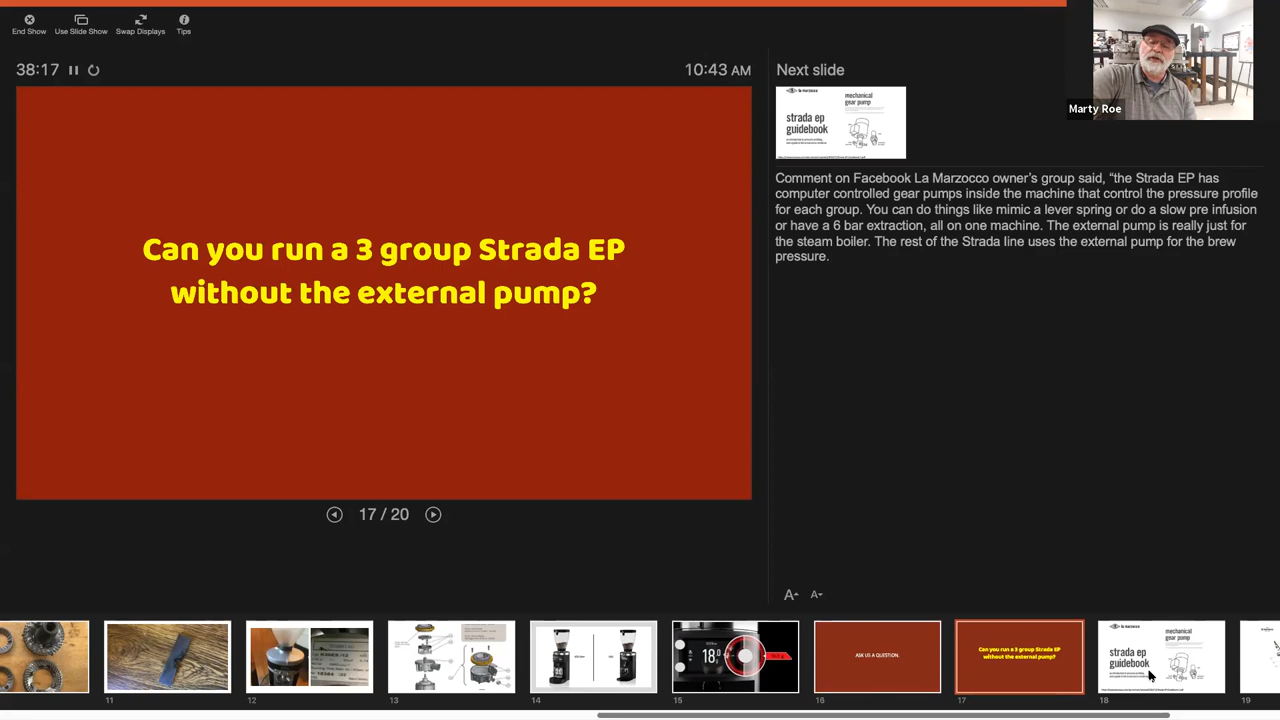 End Show
Use Slide Show
Swap Displays
Tips
38:17
10:43 AM
Can you run a 3 group Strada EP
without the external pump?
17 / 20
Next slide
la marzocco
mechanical
gear pump
strada ep
guidebook
Marty Roe
Comment on Facebook La Marzocco owner's group said, “the Strada EP has
computer controlled gear pumps inside the machine that control the pressure profile
for each group. You can do things like mimic a lever spring or do a slow pre infusion
or have a 6 bar extraction, all on one machine. The external pump is really just for
the steam boiler. The rest of the Strada line uses the external pump for the brew
pressure.
A
A
18.0
ASK US A QUESTION.
Can you run a 3 group Strada EP
without the external pump?
la marzocco
mechanical
gear pump
strada ep
guidebook
11
12
13
14
15
16
17
18
19